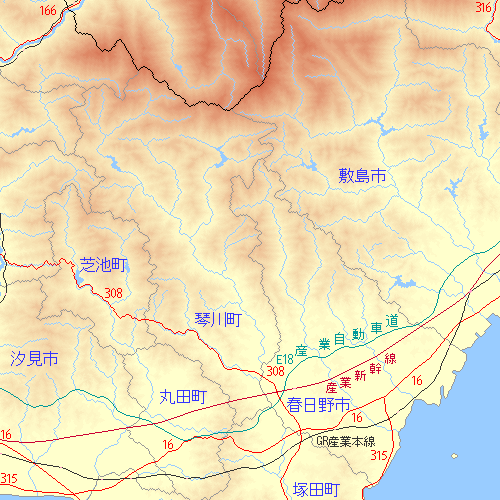 166
316
敷島市
芝池町
308
琴川町
産業自動車道
汐見市
E18
308
産業新幹線
丸田町
16
春日野市
16
16
GR産業本線
315
315
塚田町